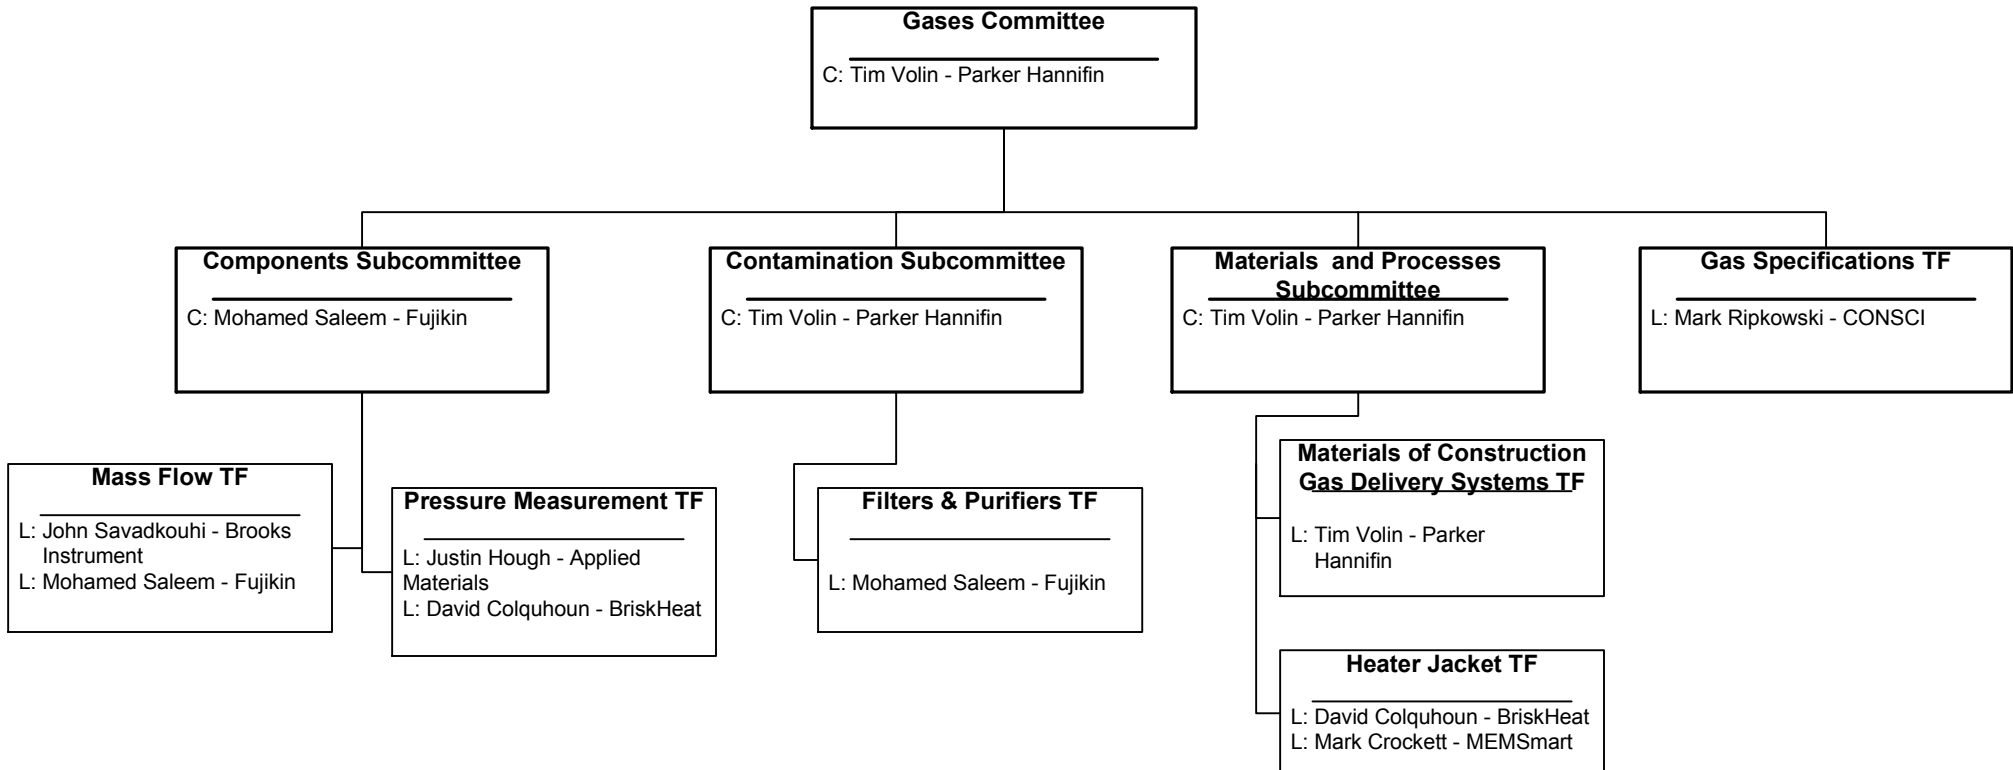 Gases Committee
C: Tim Volin - Parker Hannifin
Components Subcommittee
C: Mohamed Saleem - Fujikin
Contamination Subcommittee
C: Tim Volin - Parker Hannifin
Materials and Processes
Subcommittee
C: Tim Volin - Parker Hannifin
Gas Specifications TF
L: Mark Ripkowski - CONSCI
Mass Flow TF
L: John Savadkouhi - Brooks
Instrument
L: Mohamed Saleem - Fujikin
Pressure Measurement TF
L: Justin Hough - Applied
Materials
L: David Colquhoun - BriskHeat
Filters & Purifiers TF
L: Mohamed Saleem - Fujikin
Materials of Construction
Gas Delivery Systems TF
L: Tim Volin - Parker
Hannifin
Heater Jacket TF
L: David Colquhoun - BriskHeat
L: Mark Crockett - MEMSmart